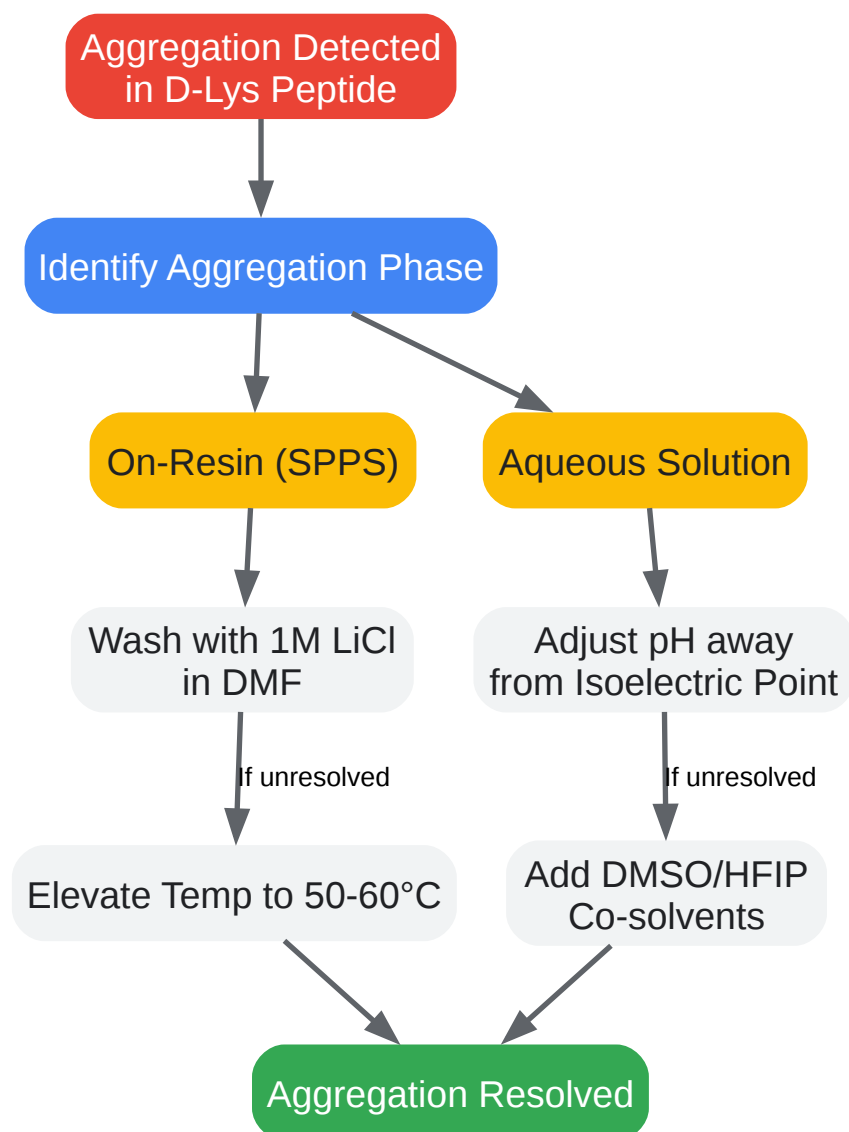 Aggregation Detected
in D-Lys Peptide
Identify Aggregation Phase
On-Resin (SPPS)
Aqueous Solution
Wash with 1M LiCl
in DMF
Adjust pH away
from Isoelectric Point
If unresolved
If unresolved
Elevate Temp to 50-60°C
Add DMSO/HFIP
Co-solvents
Aggregation Resolved